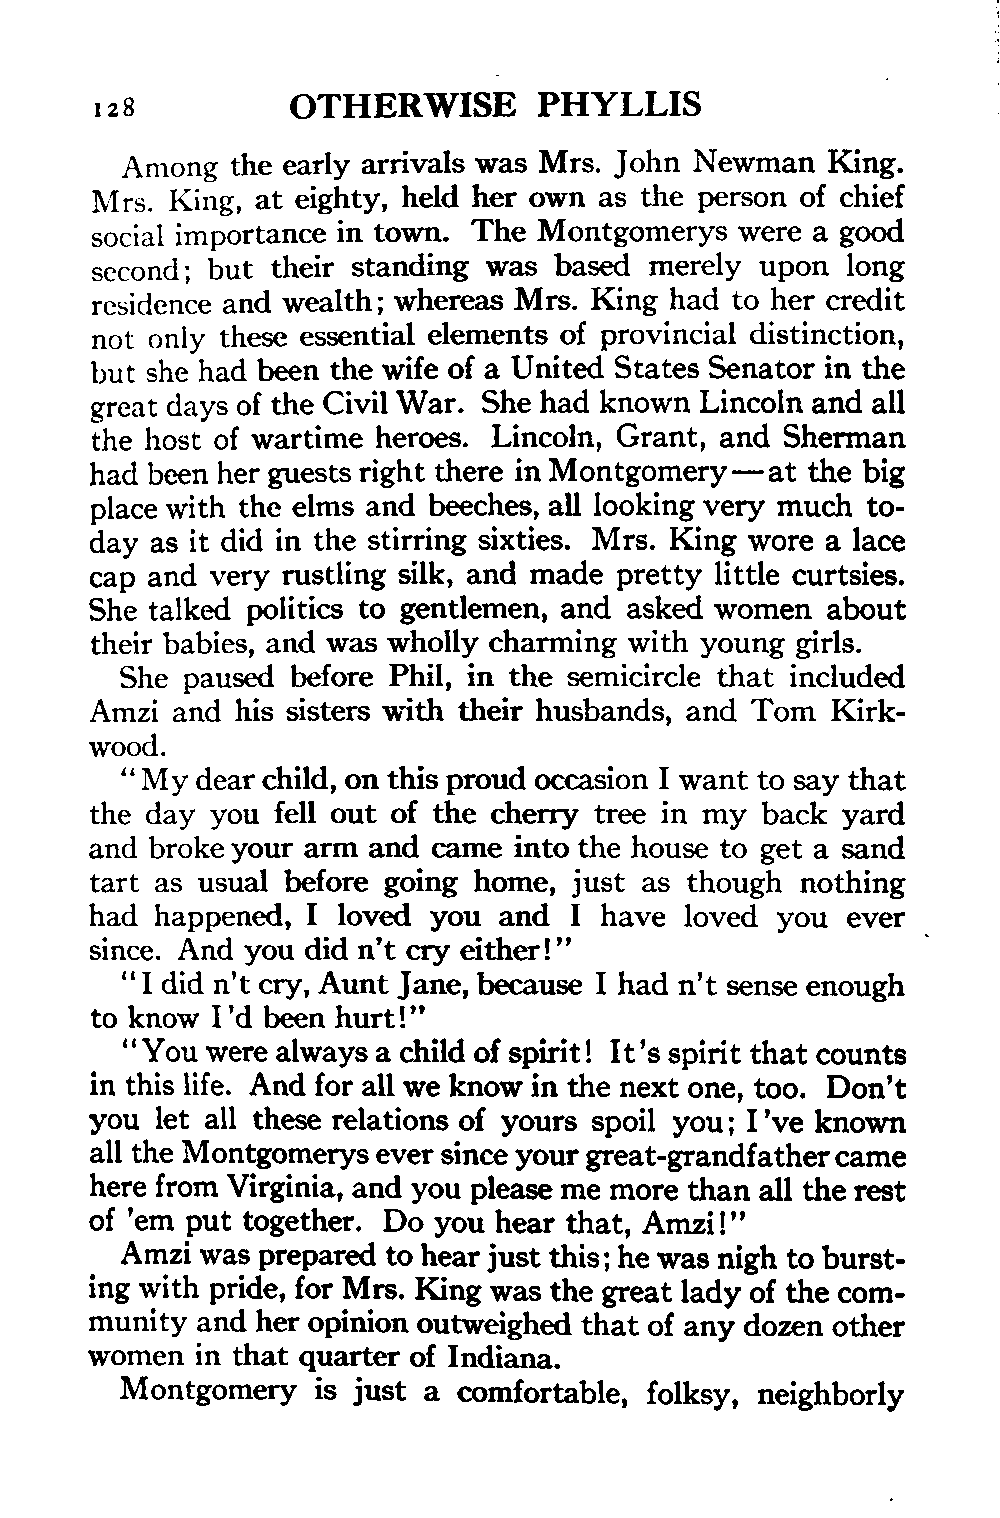 128 OTHERWISE PHYLLIS
Among the early arrivals was Mrs. John Newman King.
Mrs. King, at eighty, held her own as the person of chief
social importance in town. The Montgomerys were a good
second; but their standing was based merely upon long
residence and wealth; whereas Mrs. King had to her credit
not only these essential elements of provincial distinction,
but she had been the wife of a United States Senator in the
great days of the Civil War. She had known Lincoln and all
the host of wartime heroes. Lincoln, Grant, and Sherman
had been her guests right there in Montgomery—at the big
place with the elms and beeches, all looking very much to-
day as it did in the stirring sixties. Mrs. King wore a lace
cap and very rustling silk, and made pretty little curtsies.
She talked politics to gentlemen, and asked women about
their babies, and was wholly charming with young girls.
She paused before Phil, in the semicircle that included
Amzi and his sisters with their husbands, and Tom Kirk-
wood.
"My dear child, on this proud occasion I want to say that
the day you fell out of the cherry tree in my back yard
and broke your arm and came into the house to get a sand
tart as usual before going home, just as though nothing
had happened, I loved you and I have loved you ever
since. And you did n't cry either!"
"I did n't cry, Aunt Jane, because I had n't sense enough
to know I 'd been hurt!"
"You were always a child of spirit! It 's spirit that counts
in this life. And for all we know in the next one, too. Don't
you let all these relations of yours spoil you; I 've known
all the Montgomerys ever since your great-grandfather came
here from Virginia, and you please me more than all the rest
of 'em put together. Do you hear that, Amzi!"
Amzi was prepared to hear just this; he was nigh to burst-
ing with pride, for Mrs. King was the great lady of the com-
munity and her opinion outweighed that of any dozen other
women in that quarter of Indiana.
Montgomery is just a comfortable, folksy, neighborly